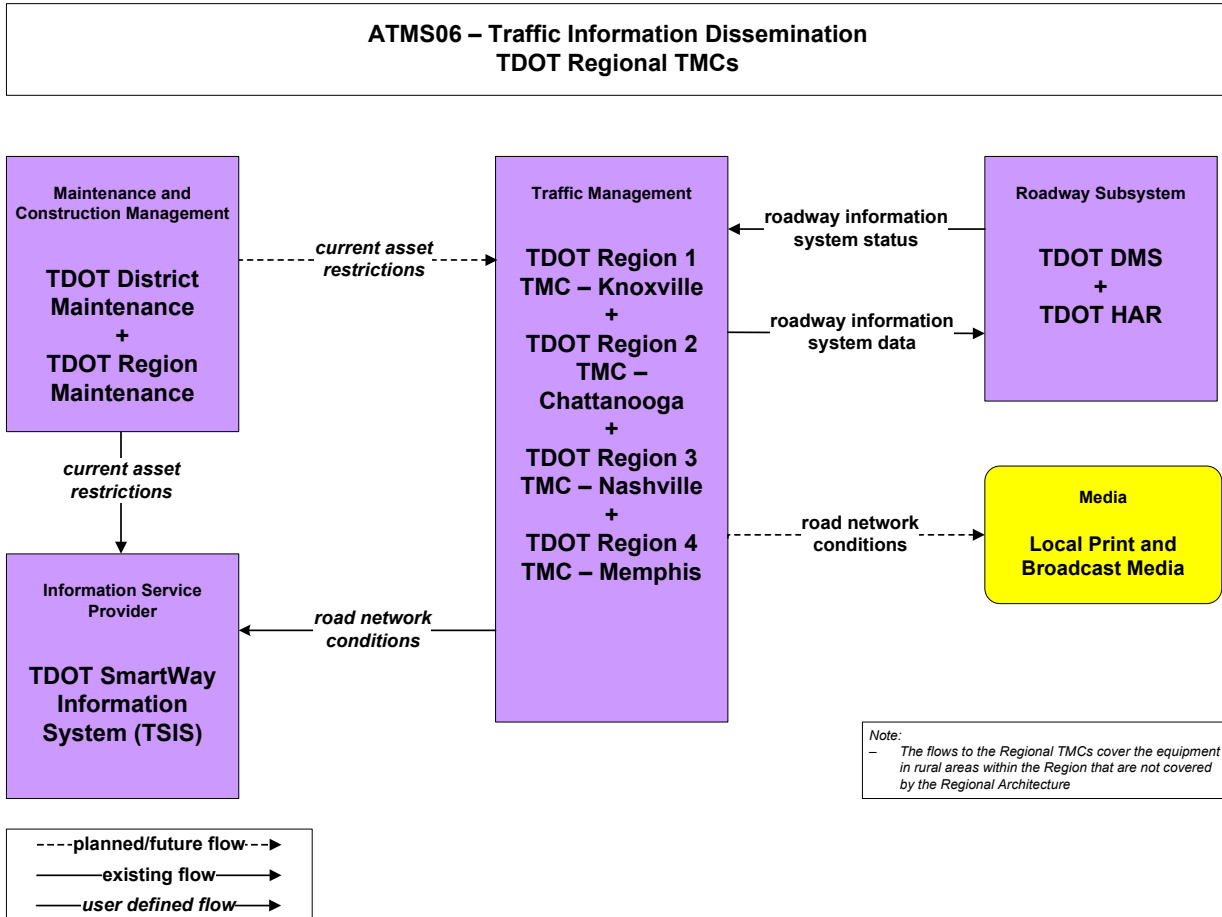 ATMS06 – Traffic Information Dissemination
TDOT Regional TMCs
Maintenance and
Construction Management
TDOT District
Maintenance
+
TDOT Region
Maintenance
current asset
restrictions
Traffic Management
TDOT Region 1
TMC – Knoxville
+
TDOT Region 2
TMC –
Chattanooga
+
TDOT Region 3
TMC – Nashville
+
TDOT Region 4
TMC – Memphis
roadway information
system status
roadway information
system data
Roadway Subsystem
TDOT DMS
+
TDOT HAR
current asset
restrictions
road network
conditions
Media
Local Print and
Broadcast Media
Information Service
Provider
TDOT SmartWay
Information
System (TSIS)
road network
conditions
Note:
– The flows to the Regional TMCs cover the equipment
in rural areas within the Region that are not covered
by the Regional Architecture
planned/future flow
existing flow
user defined flow